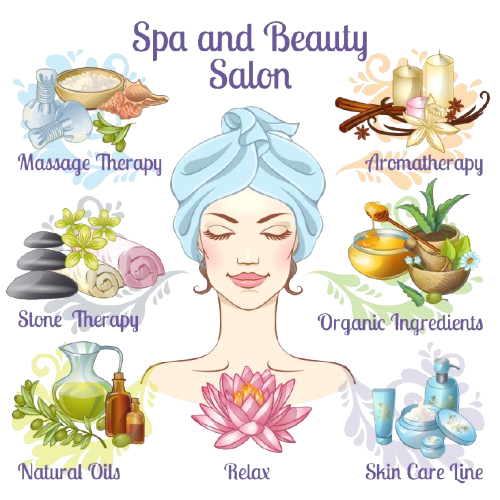 Spa and Beauty
Salon
Massage Therapy
Aromatherapy
Stone Therapy
Organic Ingredients
Natural Oils
Relax
Skin Care Line